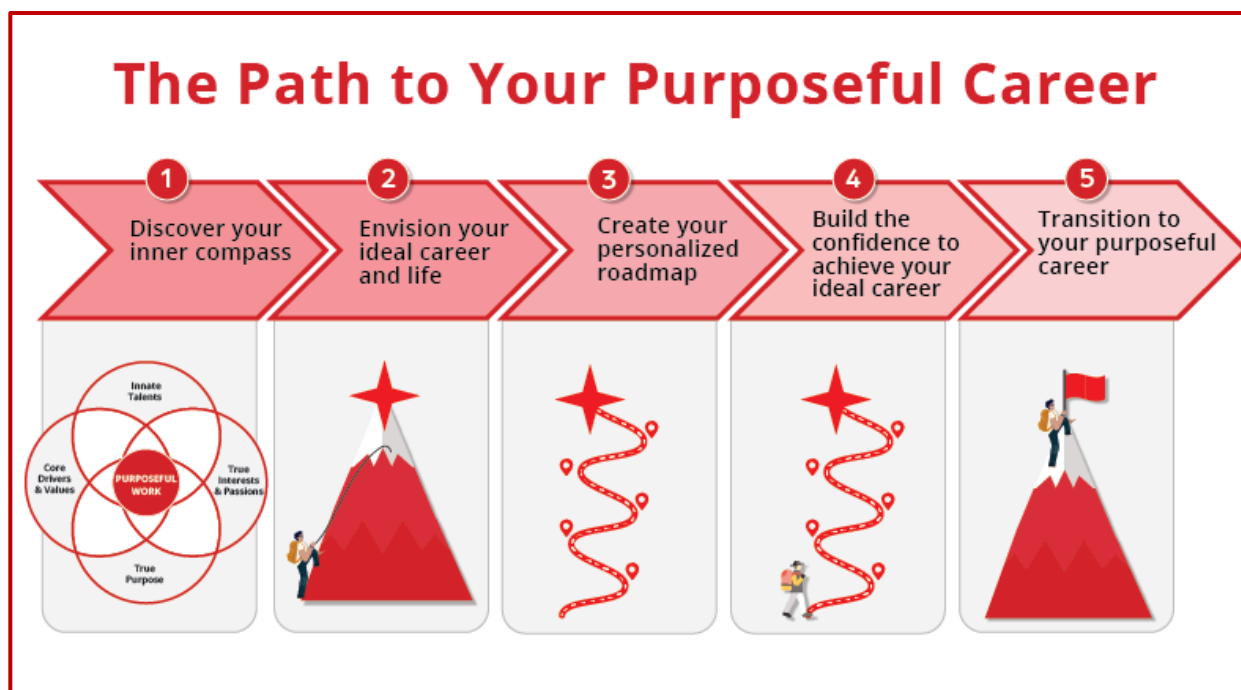 The Path to Your Purposeful Career
1
Discover your
inner compass
2
Envision your
ideal career
and life
3
Create your
personalized
roadmap
4
Build the
confidence to
achieve your
ideal career
5
Transition to
your purposeful
career
Innate
Talents
Core
Drivers
& Values
PURPOSEFUL
WORK
True
Interests
& Passions
True
Purpose